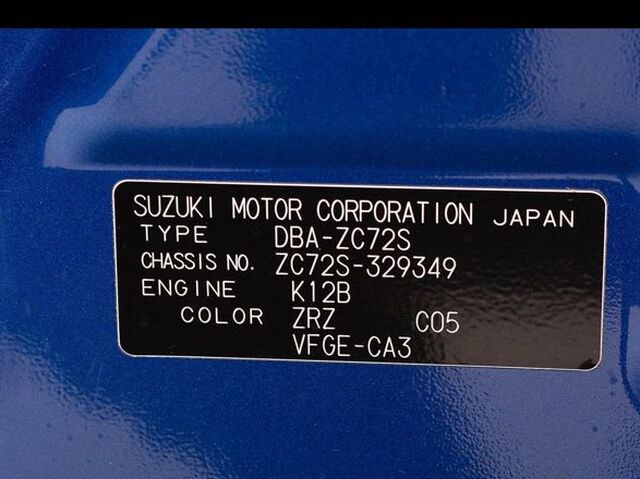 SUZUKI MOTOR CORPORATION JAPAN
TYPE DBA-ZC72S
CHASSIS NO. ZC72S-329349
ENGINE K12B
COLOR ZRZ C05
VFGE-CA3